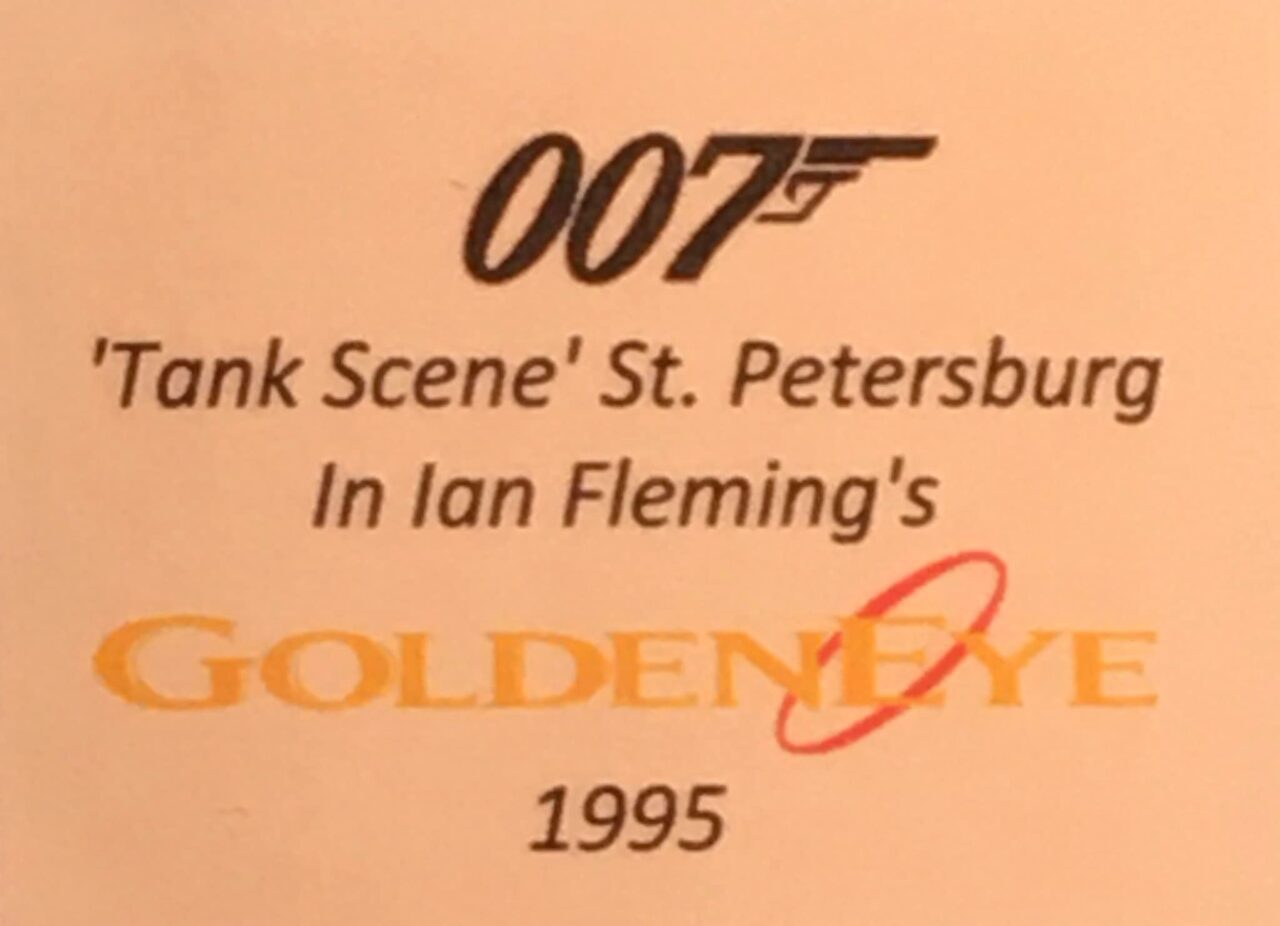 007
'Tank Scene' St. Petersburg
In Ian Fleming's
GOLDENEYE
1995